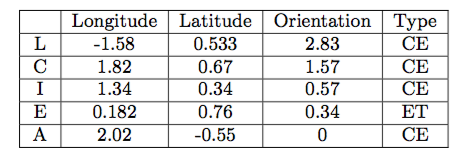 Longitude Latitude Orientation Type
L -1.58 0.533 2.83 CE
C 1.82 0.67 1.57 CE
I 1.34 0.34 0.57 CE
E 0.182 0.76 0.34 ET
A 2.02 -0.55 0 CE